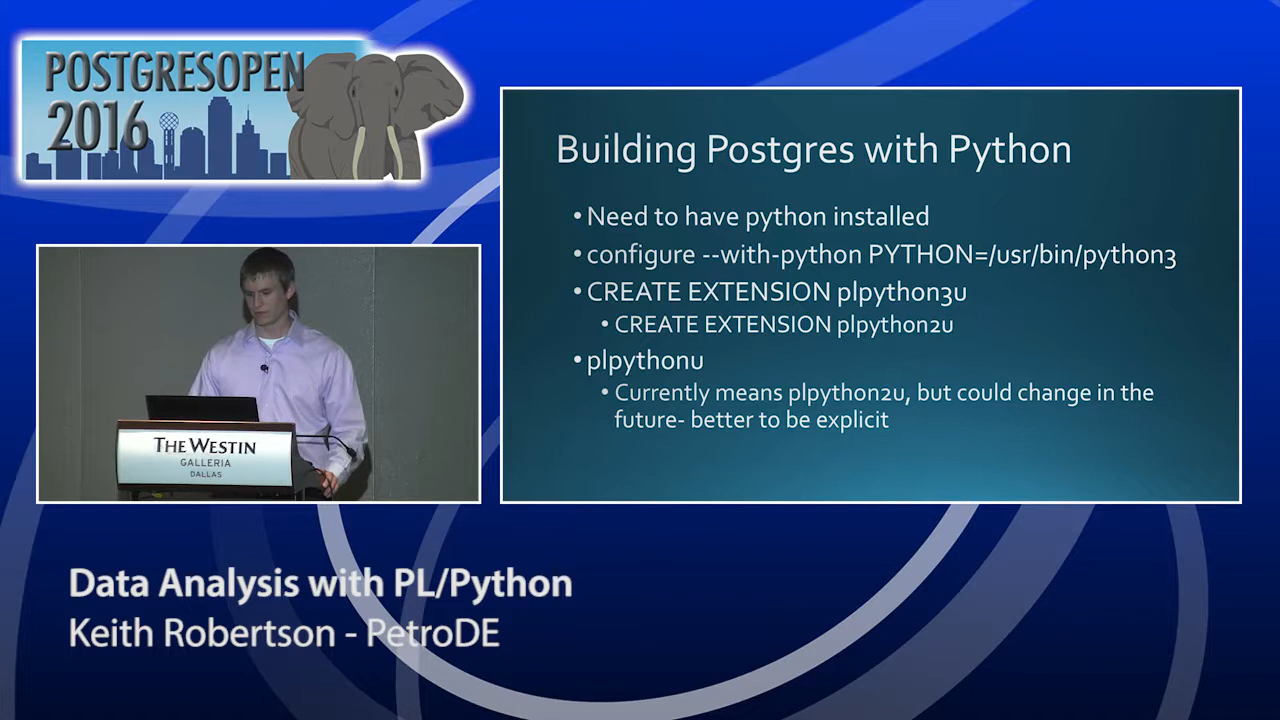 POSTGRESOPEN
2016
Building Postgres with Python
• Need to have python installed
• configure --with-python PYTHON=/usr/bin/python3
• CREATE EXTENSION plpython3u
• CREATE EXTENSION plpython2u
• plpythonu
• Currently means plpython2u, but could change in the
future- better to be explicit
THE WESTIN
GALLERIA
DALLAS
Data Analysis with PL/Python
Keith Robertson - PetroDE